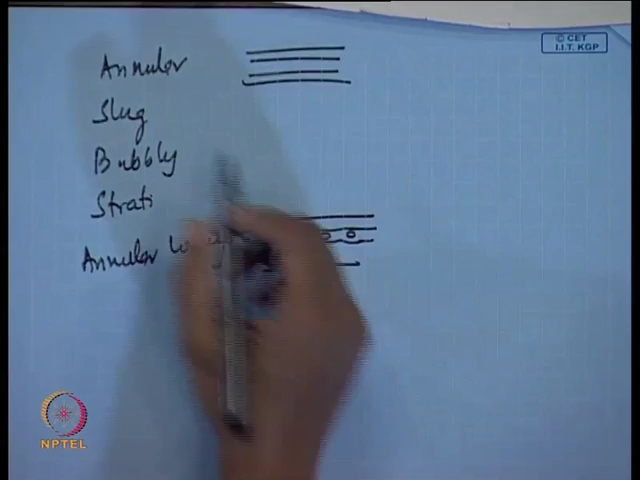 © CET
I.I.T. KGP
Annular
Slug
Bubbly
Strati
Annular
NPTEL